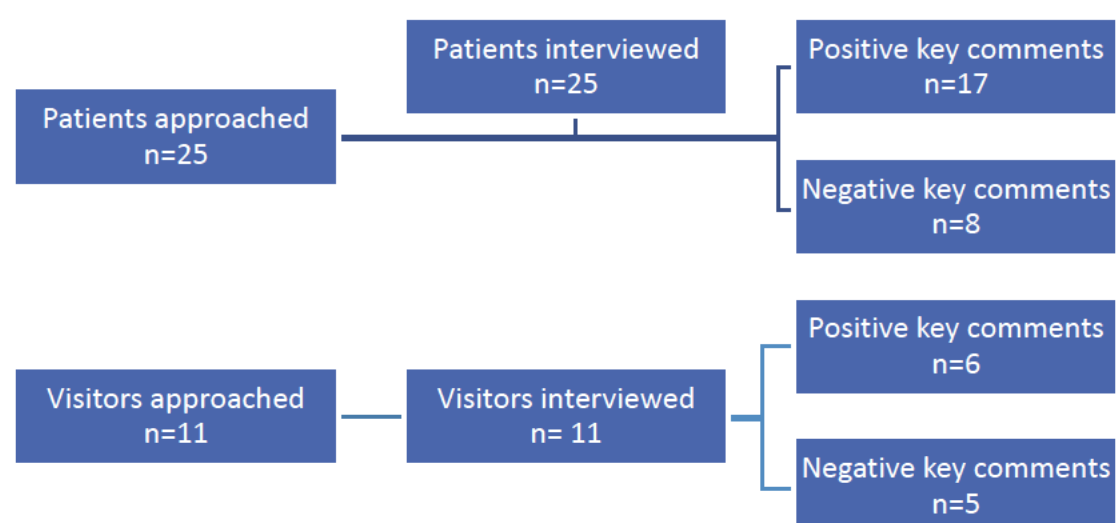 Patients approached
n=25
Patients interviewed
n=25
Positive key comments
n=17
Negative key comments
n=8
Visitors approached
n=11
Visitors interviewed
n= 11
Positive key comments
n=6
Negative key comments
n=5